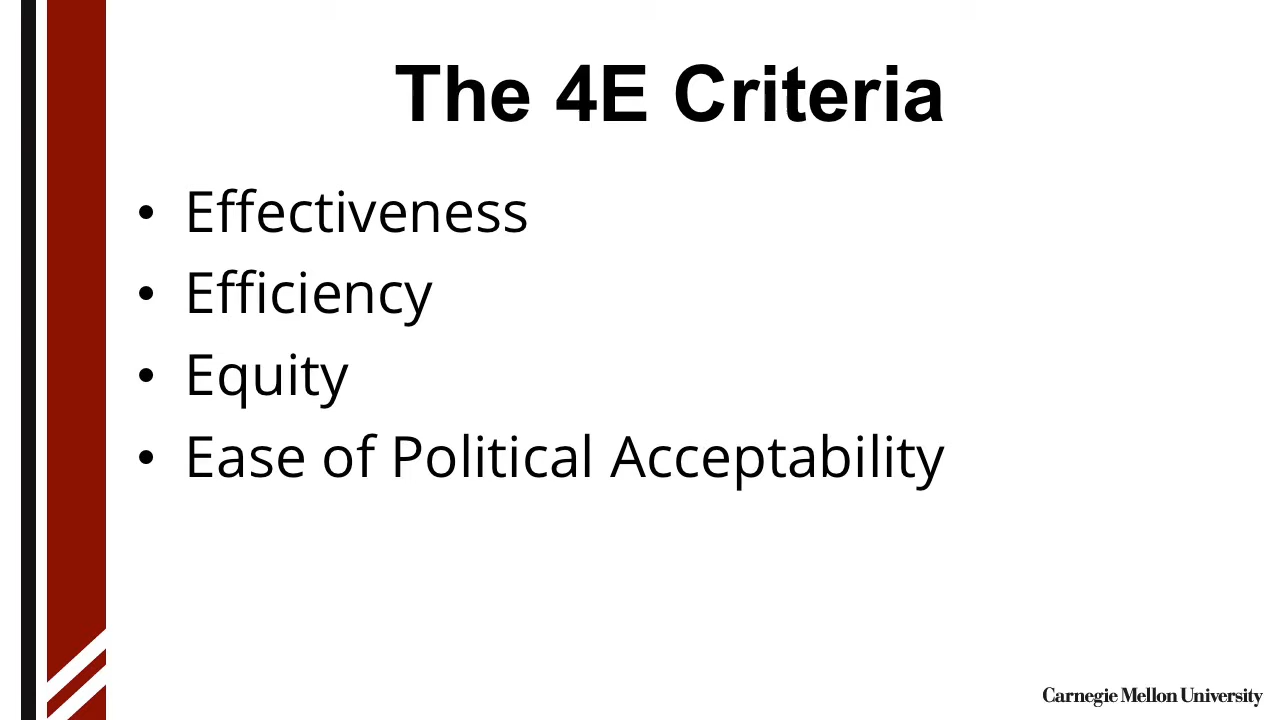 The 4E Criteria
• Effectiveness
• Efficiency
• Equity
• Ease of Political Acceptability
Carnegie Mellon University